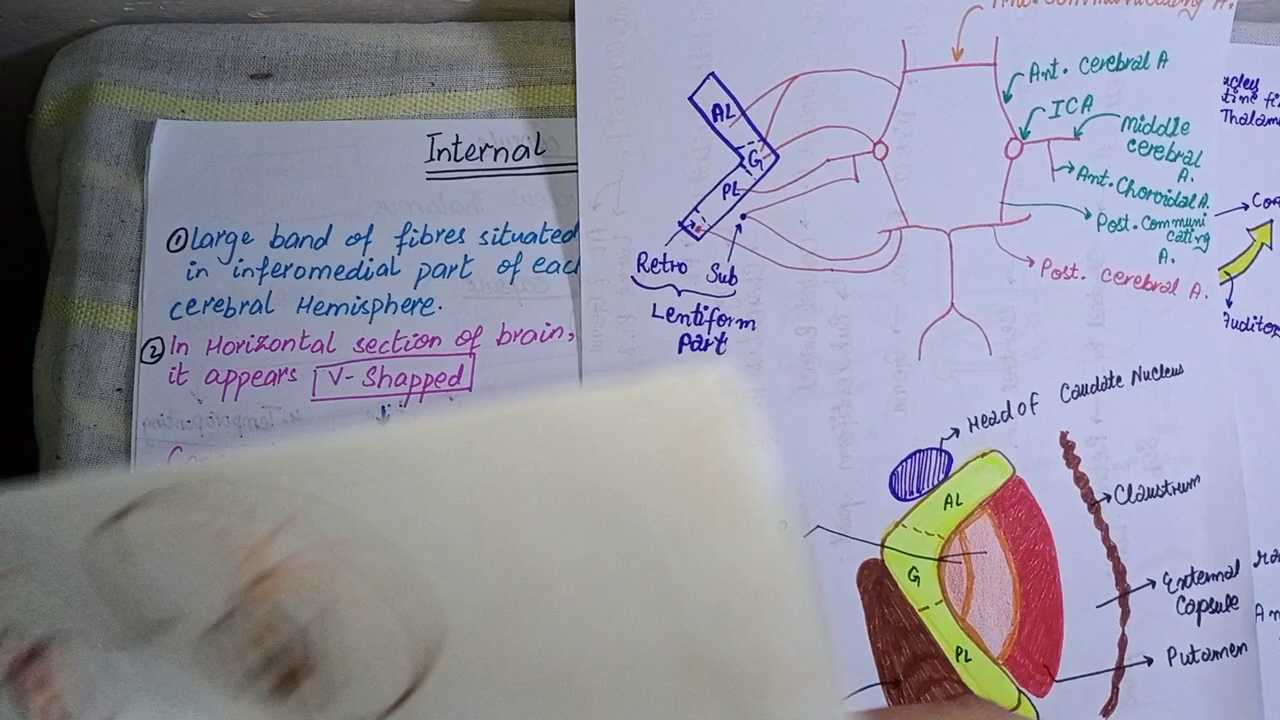 Internal
① large band of fibres situated
in inferomedial part of each
cerebral Hemisphere.
② In Horizontal section of brain,
it appears V-Shapped
AL
G
PL
Retro Sub
Lentiform
Part
Ant. cerebral A
ICA
Middle
cerebral
A.
Ant. Choroidal A.
Post. Communi
cating
A.
Post. cerebral A.
Thalam
Head of Caudate Nucleus
AL
G
PL
Claustrum
External
Capsule
Putamen